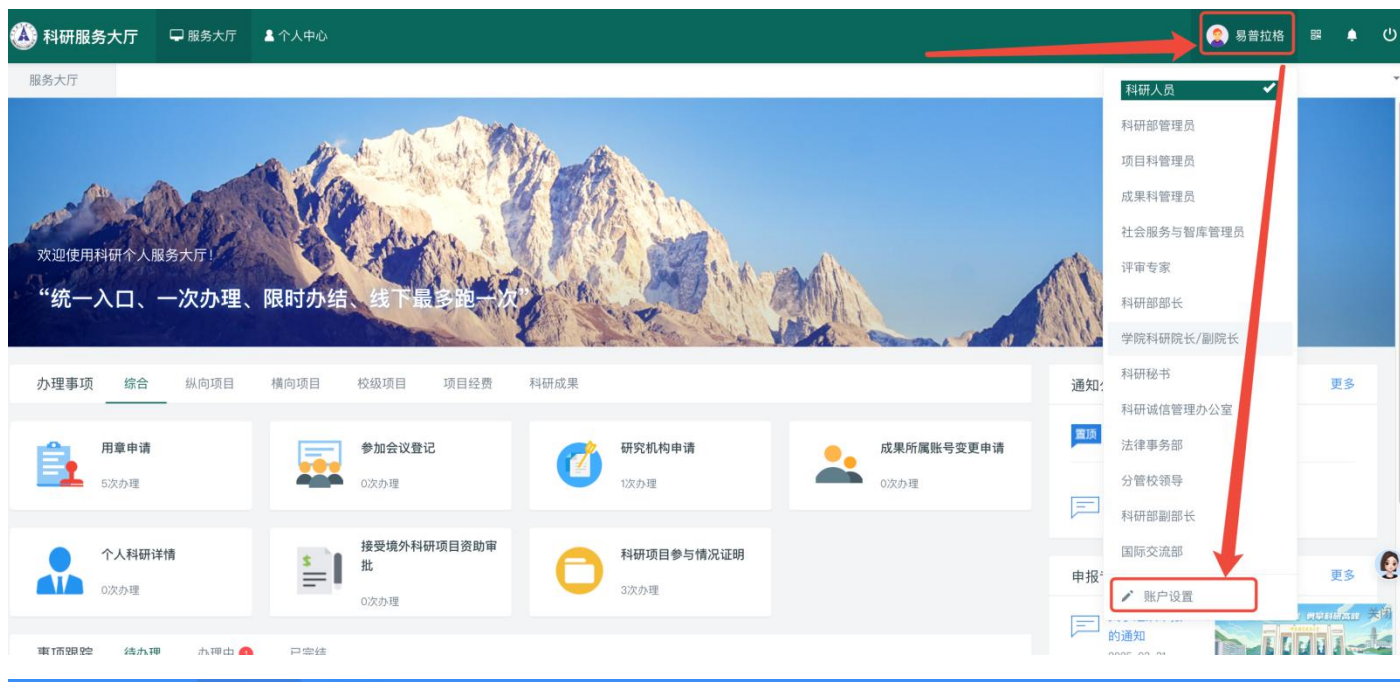 科研服务大厅 服务大厅 个人中心 易普拉格
服务大厅
科研人员
科研部管理员
项目科管理员
成果科管理员
社会服务与智库管理员
评审专家
科研部部长
学院科研院长/副院长
科研秘书
科研诚信管理办公室
法律事务部
分管校领导
科研部副部长
国际交流部
账户设置
欢迎使用科研个人服务大厅！
“统一入口、一次办理、限时办结、线下最多跑一次”
办理事项 综合 纵向项目 横向项目 校级项目 项目经费 科研成果
用章申请
5次办理
参加会议登记
0次办理
研究机构申请
1次办理
成果所属账号变更申请
0次办理
个人科研详情
0次办理
接受境外科研项目资助审
批
0次办理
科研项目参与情况证明
3次办理
事项跟踪 待办理 办理中 1 已完结
通知 更多
置顶
申报 更多
的通知
关闭